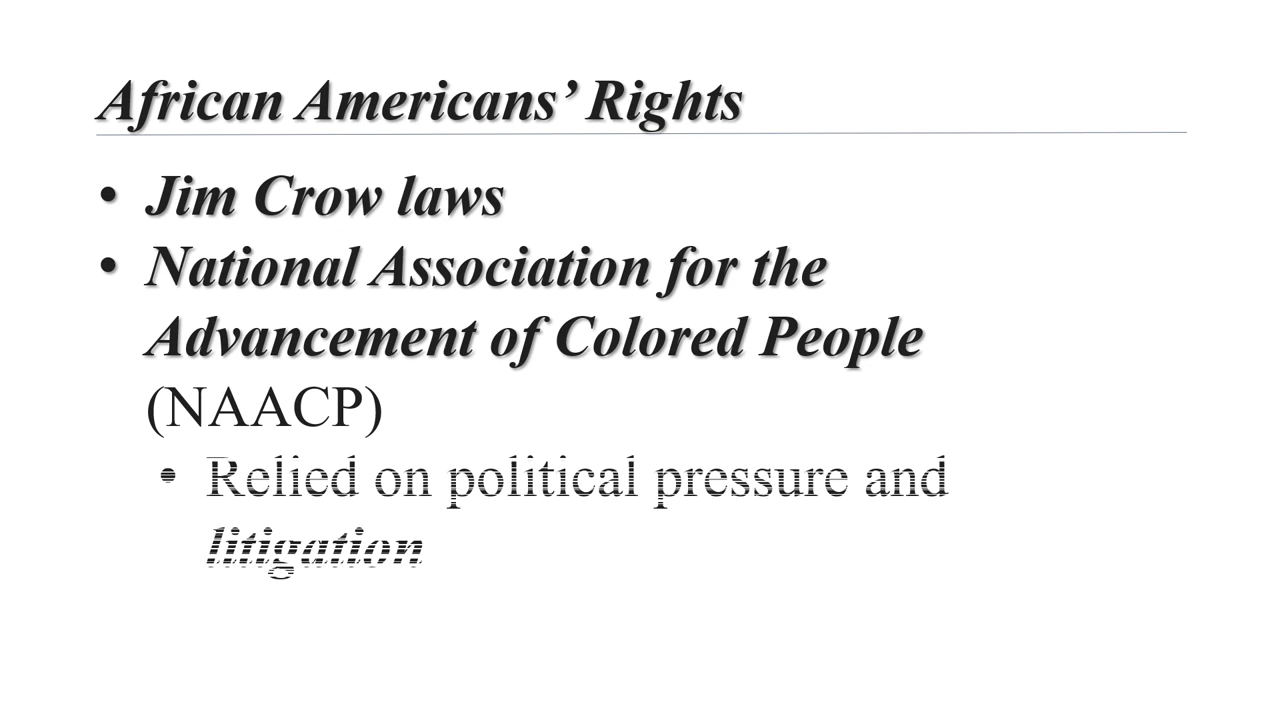 African Americans’ Rights
• Jim Crow laws
• National Association for the
Advancement of Colored People
(NAACP)
• Relied on political pressure and
litigation